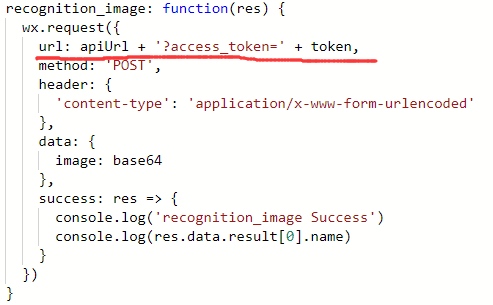 recognition_image: function(res) {
wx.request({
url: apiUrl + '?access_token=' + token,
method: 'POST',
header: {
'content-type': 'application/x-www-form-urlencoded'
},
data: {
image: base64
},
success: res => {
console.log('recognition_image Success')
console.log(res.data.result[0].name)
}
})
}